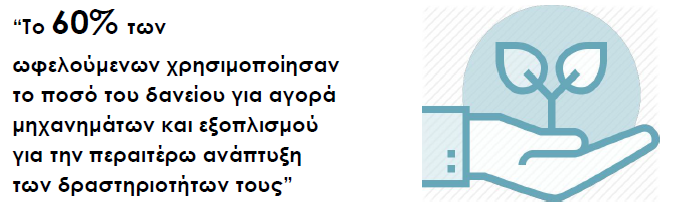 “Το 60% των
ωφελούμενων χρησιμοποίησαν
το ποσό του δανείου για αγορά
μηχανημάτων και εξοπλισμού
για την περαιτέρω ανάπτυξη
των δραστηριοτήτων τους”